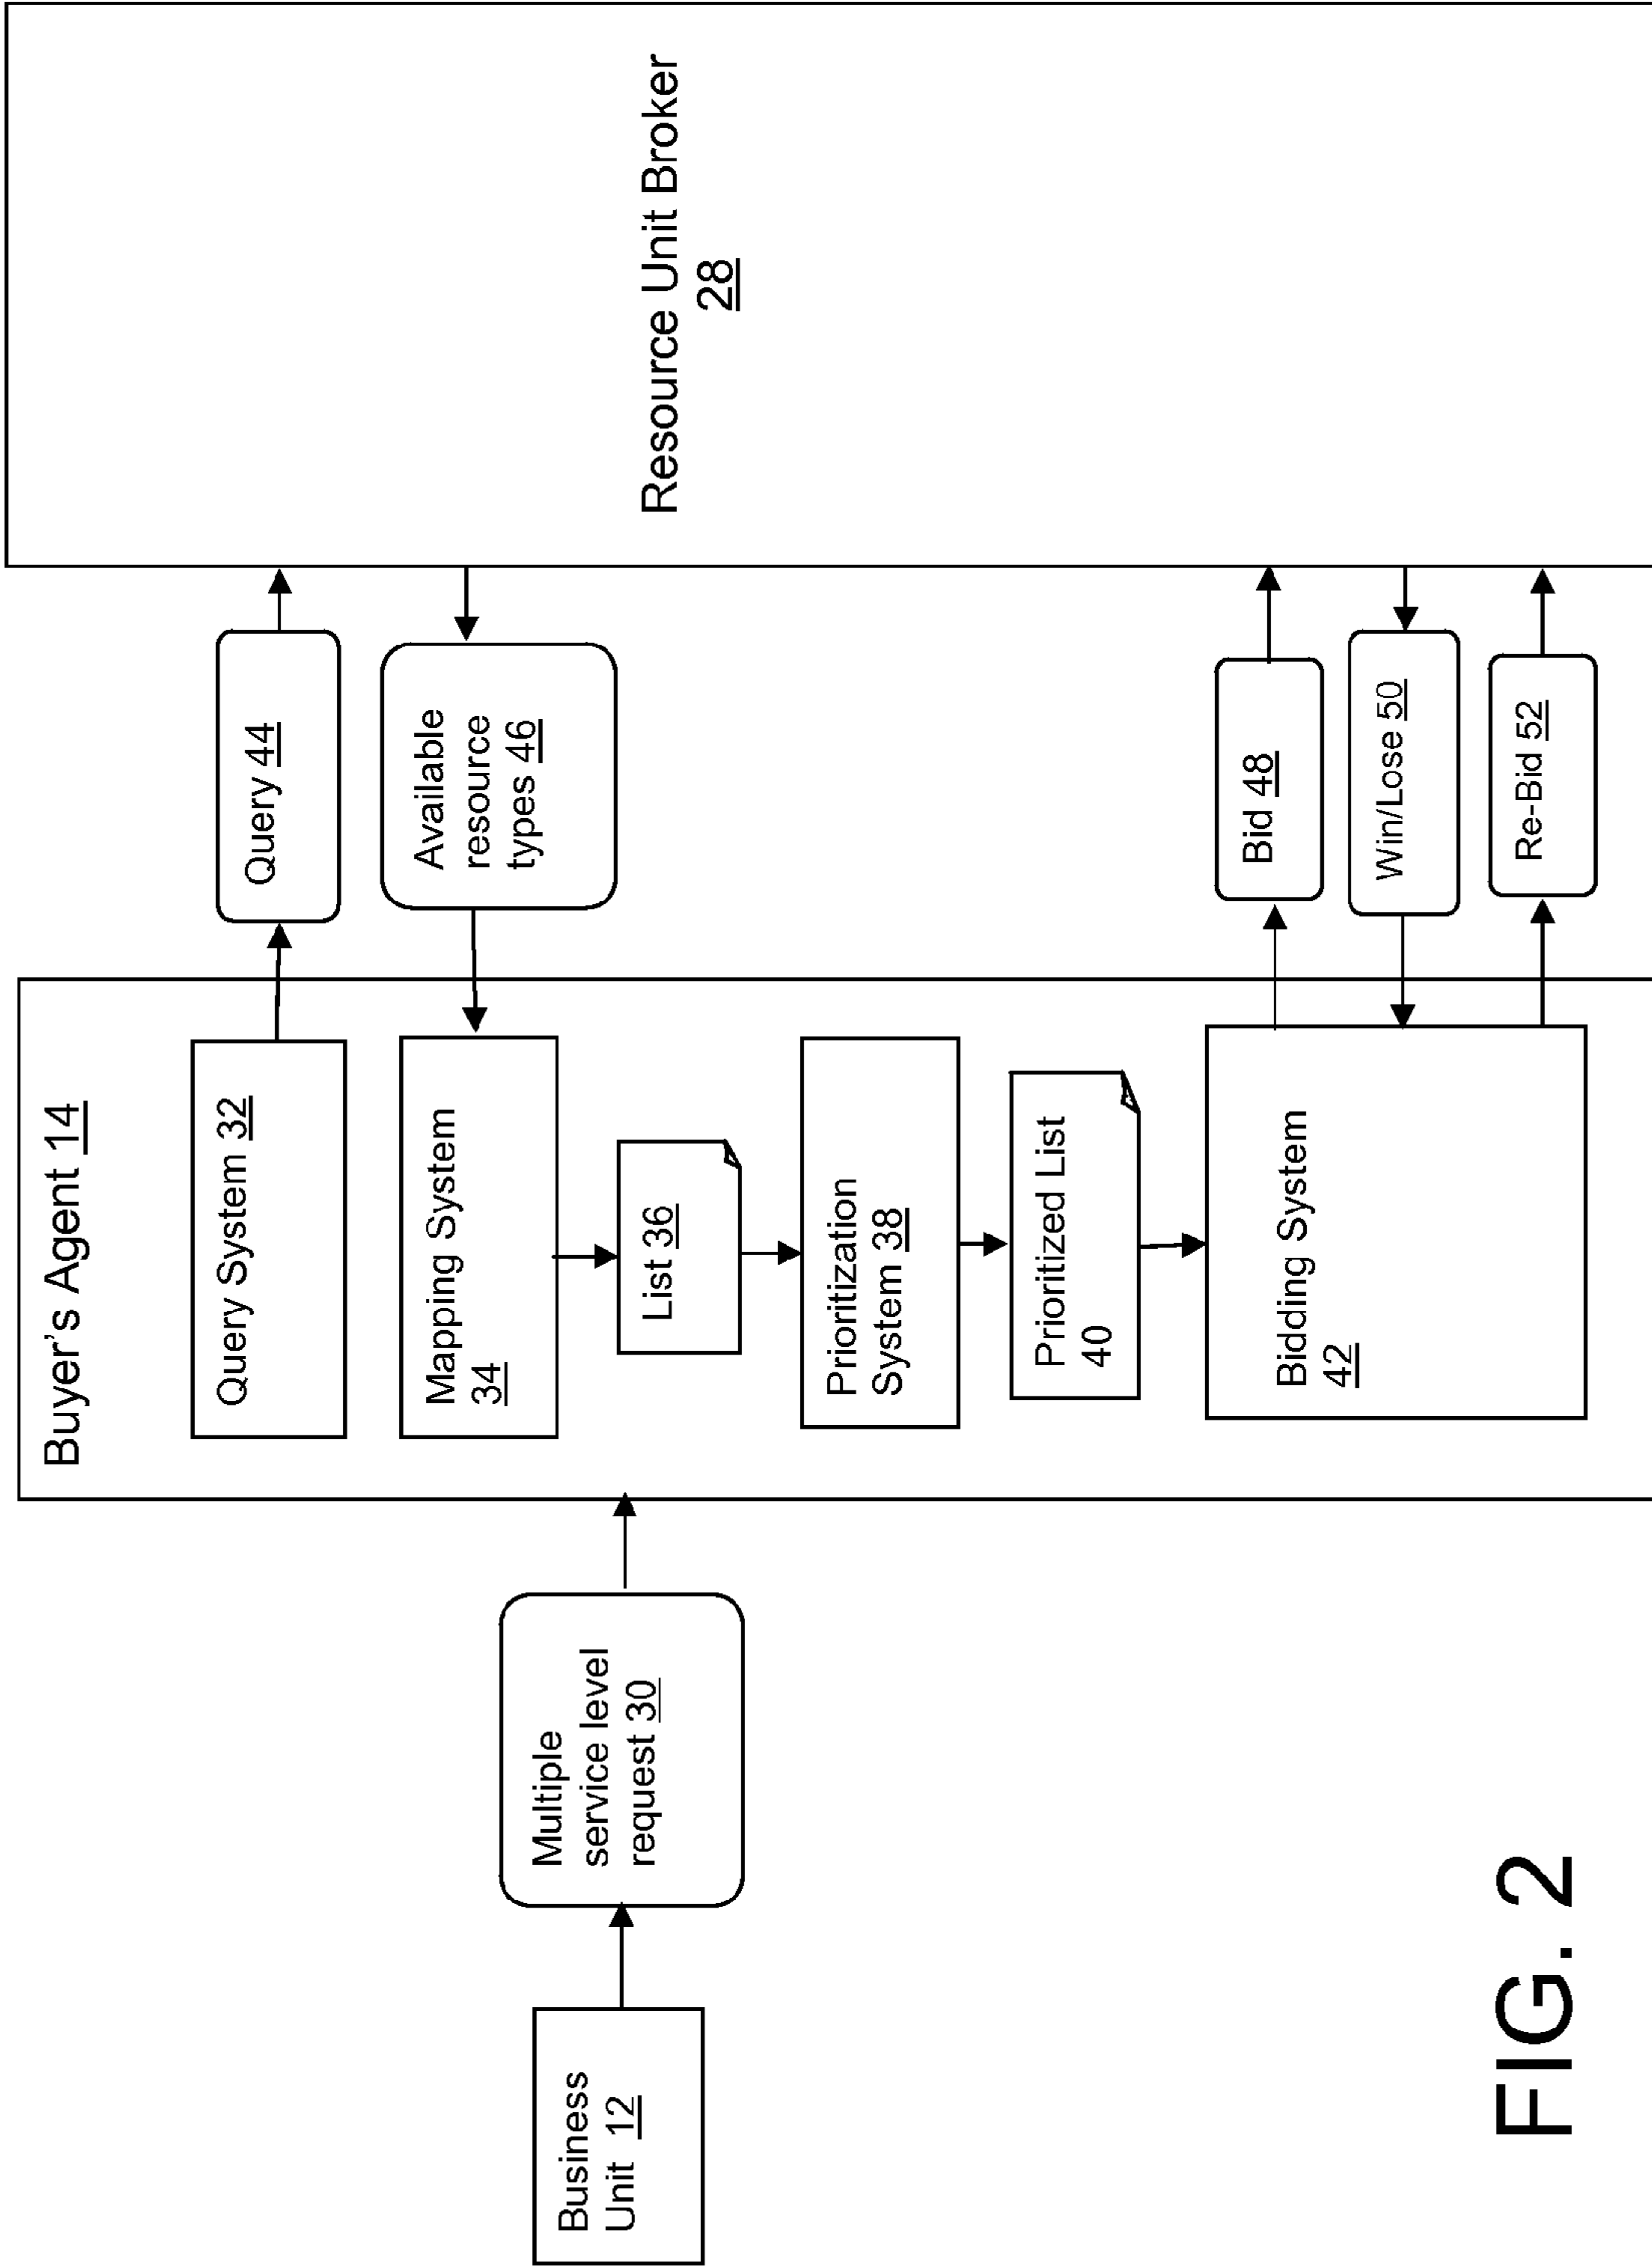 Business
Unit 12
Multiple
service level
request 30
Buyer's Agent 14
Query System 32
Mapping System
34
List 36
Prioritization
System 38
Prioritized List
40
Bidding System
42
Query 44
Available
resource
types 46
Bid 48
Win/Lose 50
Re-Bid 52
Resource Unit Broker
28
FIG. 2